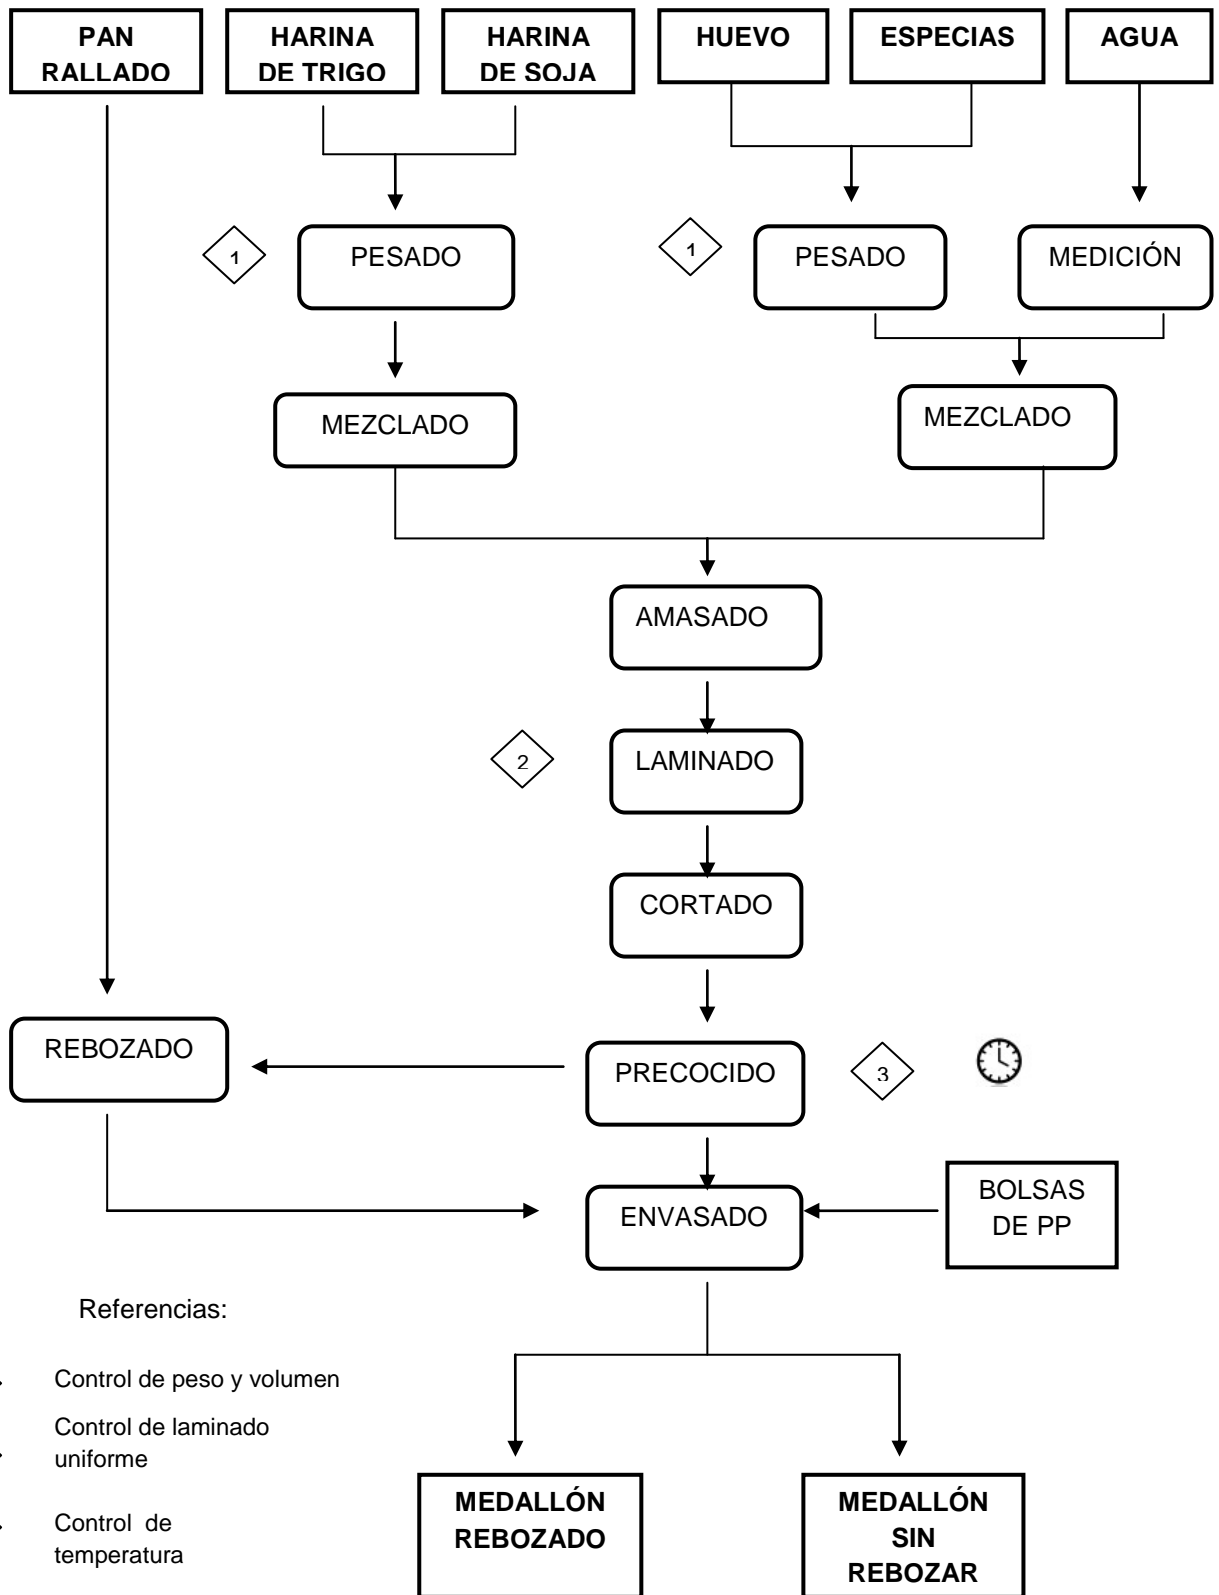 PAN
RALLADO
HARINA
DE TRIGO
HARINA
DE SOJA
HUEVO
ESPECIAS
AGUA
1
PESADO
1
PESADO
MEDICIÓN
MEZCLADO
MEZCLADO
AMASADO
2
LAMINADO
CORTADO
REBOZADO
PRECOCIDO
3
ENVASADO
BOLSAS
DE PP
Referencias:
Control de peso y volumen
Control de laminado
uniforme
Control de
temperatura
MEDALLÓN
REBOZADO
MEDALLÓN
SIN
REBOZAR